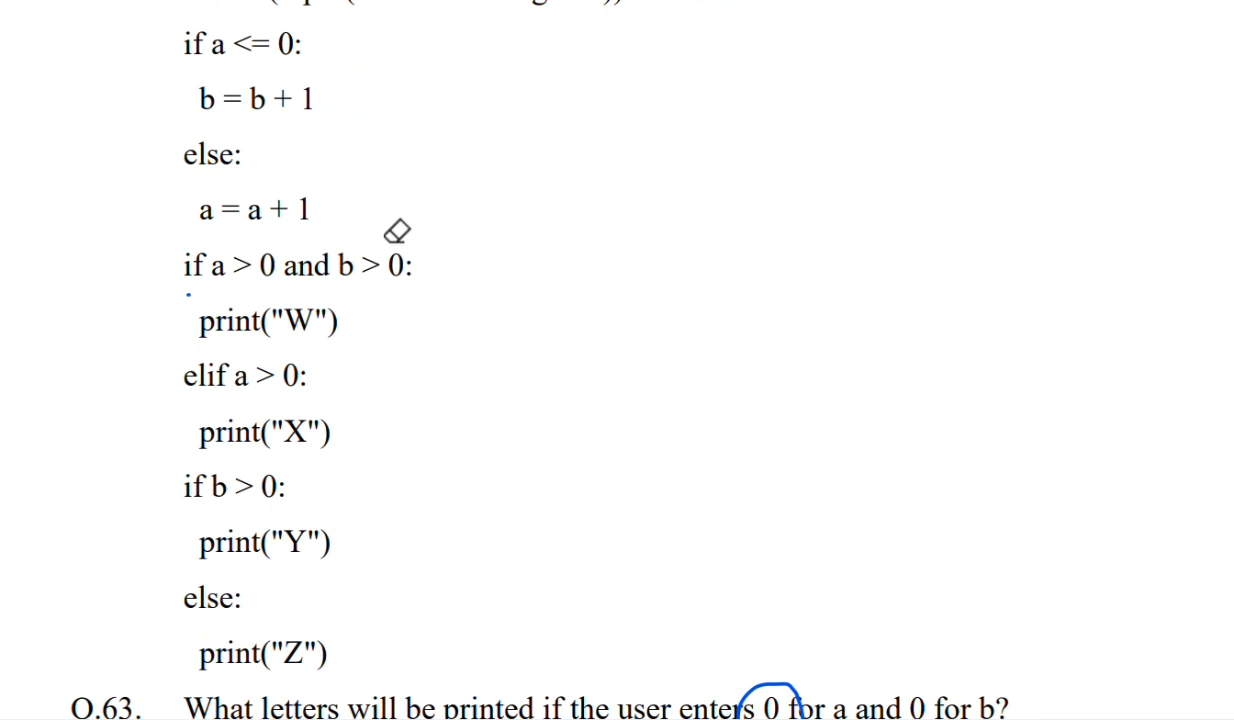 if a <= 0:
b = b + 1
else:
a = a + 1
if a > 0 and b > 0:
print("W")
elif a > 0:
print("X")
if b > 0:
print("Y")
else:
print("Z")
Q.63. What letters will be printed if the user enters 0 for a and 0 for b?